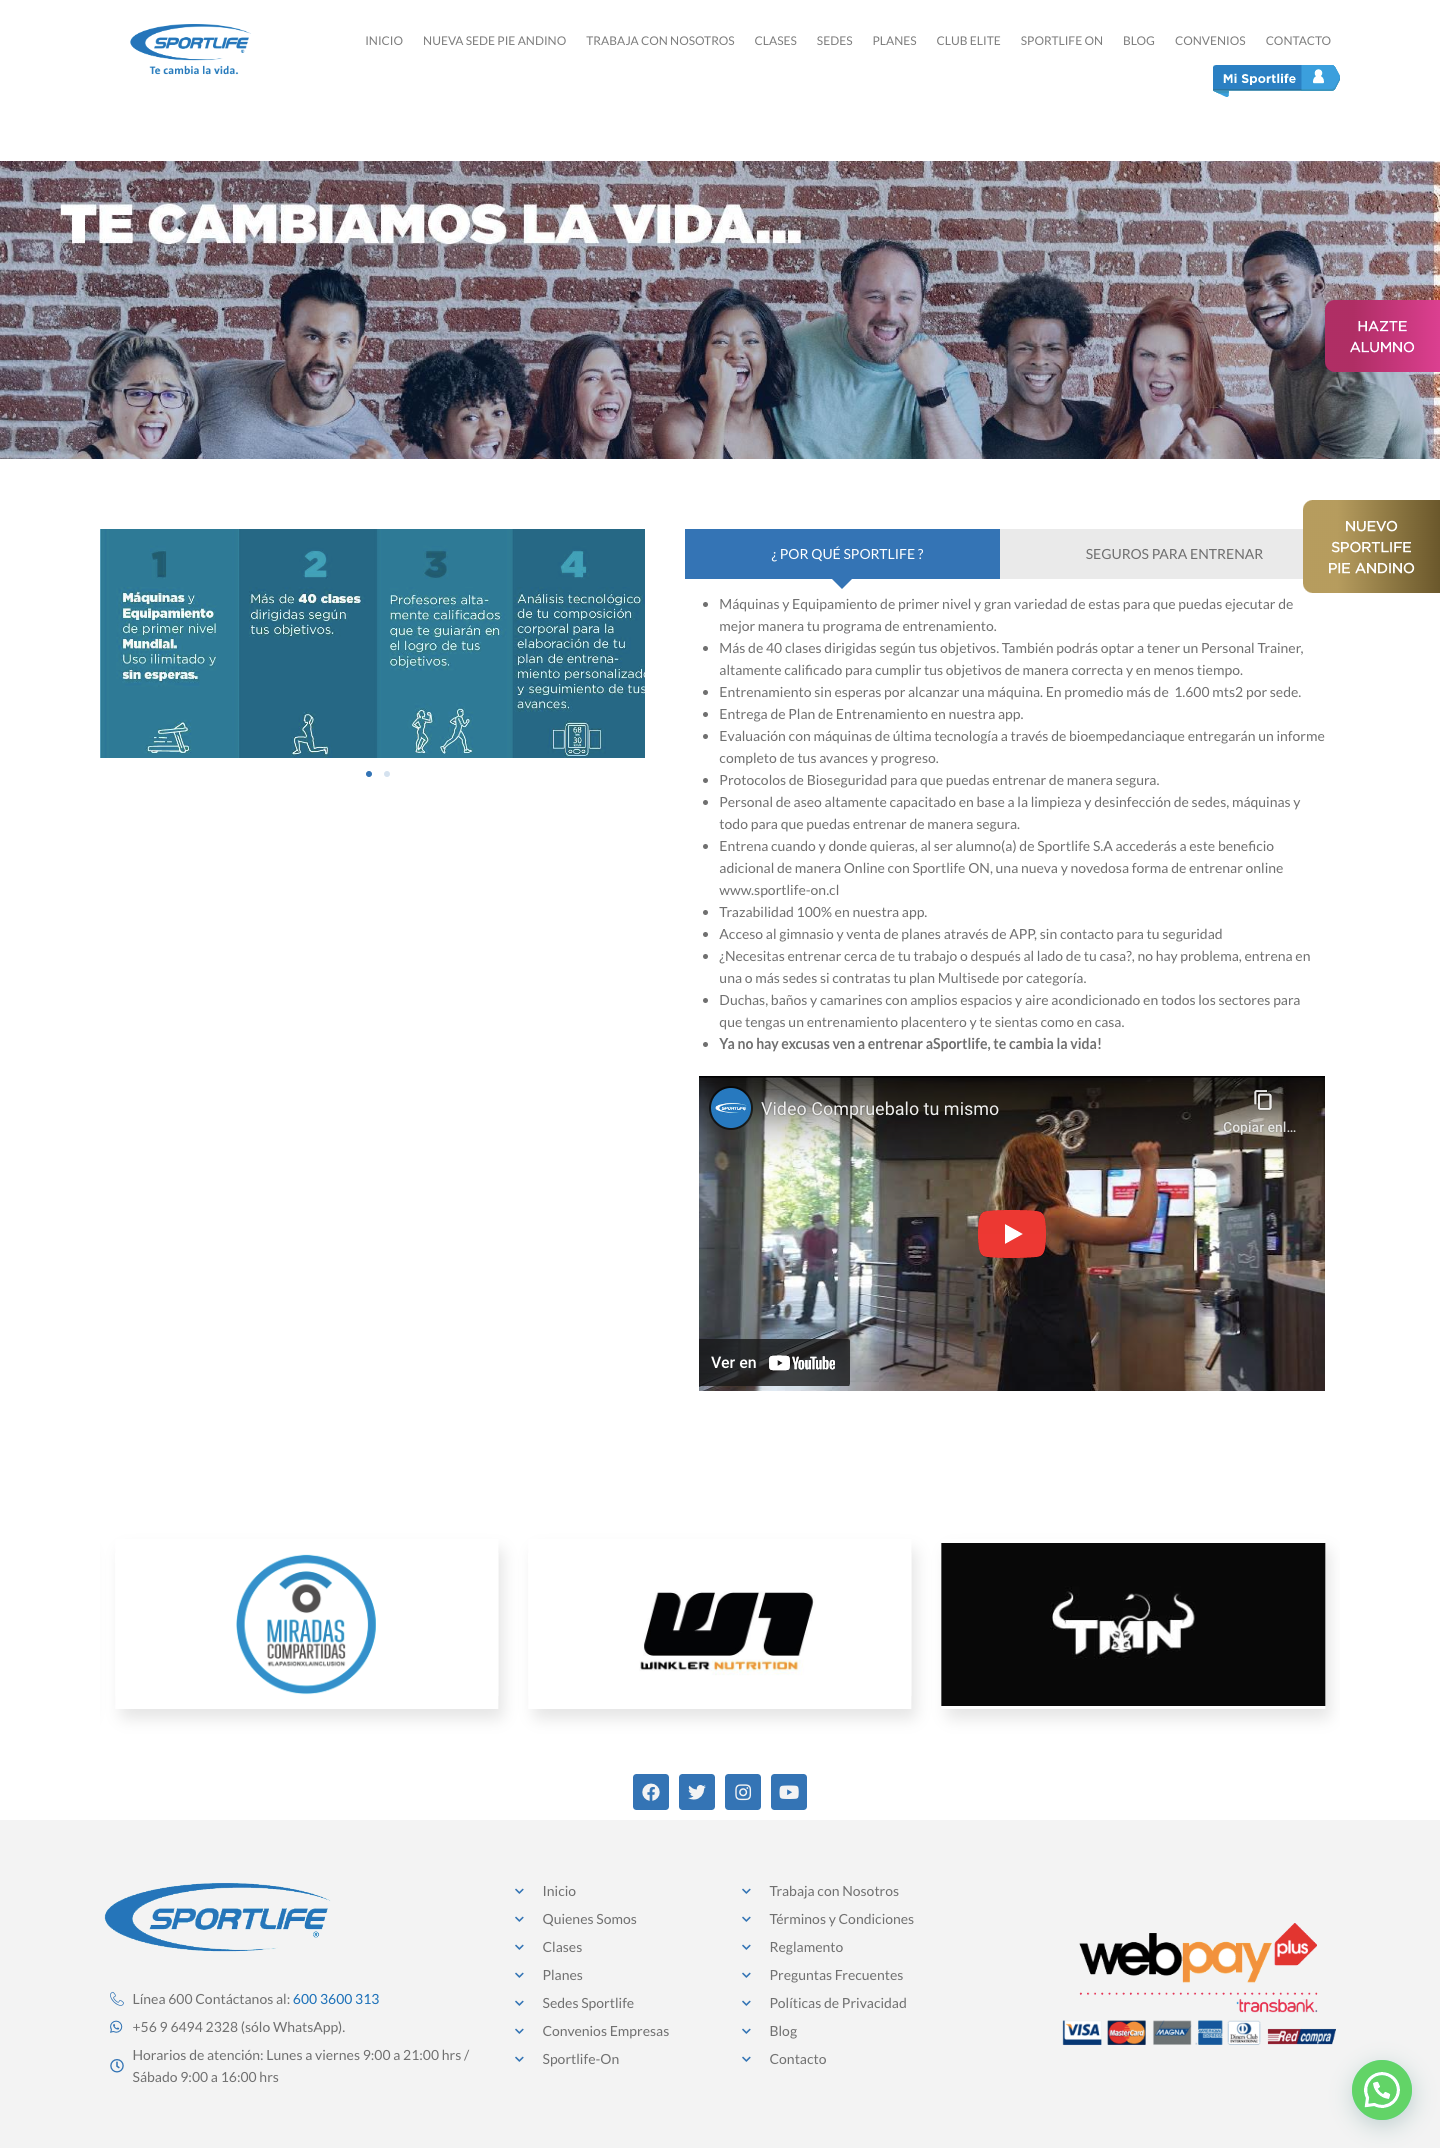 SPORTLIFE
Te cambia la vida.
INICIO NUEVA SEDE PIE ANDINO TRABAJA CON NOSOTROS CLASES SEDES PLANES CLUB ELITE SPORTLIFE ON BLOG CONVENIOS CONTACTO
Mi Sportlife
TE CAMBIAMOS LA VIDA...
HAZTE
ALUMNO
NUEVO
SPORTLIFE
PIE ANDINO
1
Máquinas y
Equipamiento
de primer nivel
Mundial.
Uso ilimitado y
sin esperas.
2
Más de 40 clases
dirigidas según
tus objetivos.
3
Profesores alta-
mente calificados
que te guiarán en
el logro de tus
objetivos.
4
Análisis tecnológico
de tu composición
corporal para la
elaboración de tu
plan de entrena-
miento personalizado
y seguimiento de tus
avances.
68
30
¿ POR QUÉ SPORTLIFE ?
SEGUROS PARA ENTRENAR
Máquinas y Equipamiento de primer nivel y gran variedad de estas para que puedas ejecutar de
mejor manera tu programa de entrenamiento.
Más de 40 clases dirigidas según tus objetivos. También podrás optar a tener un Personal Trainer,
altamente calificado para cumplir tus objetivos de manera correcta y en menos tiempo.
Entrenamiento sin esperas por alcanzar una máquina. En promedio más de 1.600 mts2 por sede.
Entrega de Plan de Entrenamiento en nuestra app.
Evaluación con máquinas de última tecnología a través de bioempedanciaque entregarán un informe
completo de tus avances y progreso.
Protocolos de Bioseguridad para que puedas entrenar de manera segura.
Personal de aseo altamente capacitado en base a la limpieza y desinfección de sedes, máquinas y
todo para que puedas entrenar de manera segura.
Entrena cuando y donde quieras, al ser alumno(a) de Sportlife S.A accederás a este beneficio
adicional de manera Online con Sportlife ON, una nueva y novedosa forma de entrenar online
www.sportlife-on.cl
Trazabilidad 100% en nuestra app.
Acceso al gimnasio y venta de planes através de APP, sin contacto para tu seguridad
¿Necesitas entrenar cerca de tu trabajo o después al lado de tu casa?, no hay problema, entrena en
una o más sedes si contratas tu plan Multisede por categoría.
Duchas, baños y camarines con amplios espacios y aire acondicionado en todos los sectores para
que tengas un entrenamiento placentero y te sientas como en casa.
Ya no hay excusas ven a entrenar aSportlife, te cambia la vida!
SPORTLIFE
Video Compruebalo tu mismo
Copiar enl...
Ver en YouTube
MIRADAS
COMPARTIDAS
#LAPASIONXLAINCLUSION
WINKLER NUTRITION
TMN
SPORTLIFE
®
Línea 600 Contáctanos al: 600 3600 313
+56 9 6494 2328 (sólo WhatsApp).
Horarios de atención: Lunes a viernes 9:00 a 21:00 hrs /
Sábado 9:00 a 16:00 hrs
Inicio
Quienes Somos
Clases
Planes
Sedes Sportlife
Convenios Empresas
Sportlife-On
Trabaja con Nosotros
Términos y Condiciones
Reglamento
Preguntas Frecuentes
Políticas de Privacidad
Blog
Contacto
webpay plus
transbank.
VISA MasterCard MAGNA AMERICAN EXPRESS Diners Club INTERNATIONAL Red compra